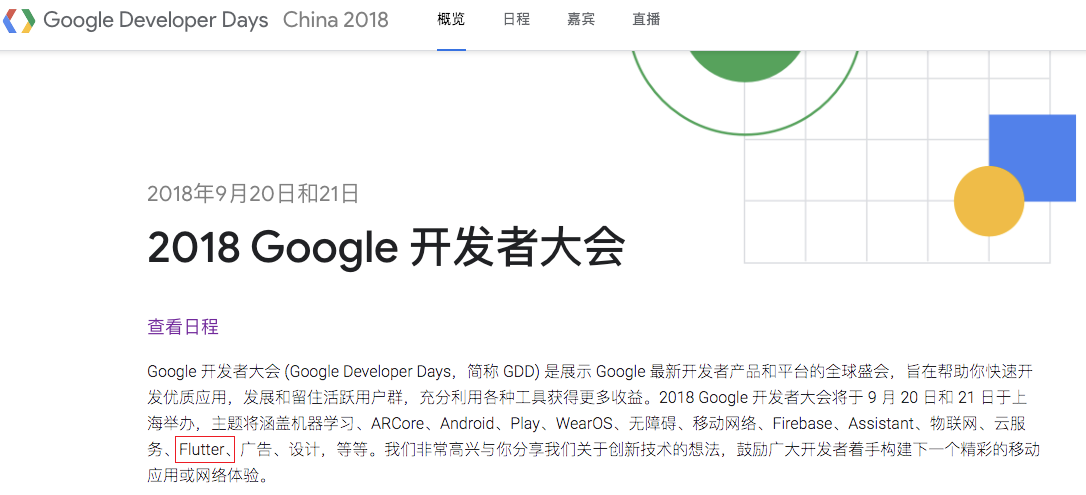 Google Developer Days China 2018 概览 日程 嘉宾 直播
2018年9月20日和21日
2018 Google 开发者大会
查看日程
Google 开发者大会 (Google Developer Days，简称 GDD) 是展示 Google 最新开发者产品和平台的全球盛会，旨在帮助你快速开
发优质应用，发展和留住活跃用户群，充分利用各种工具获得更多收益。2018 Google 开发者大会将于 9 月 20 日和 21 日于上
海举办，主题将涵盖机器学习、ARCore、Android、Play、WearOS、无障碍、移动网络、Firebase、Assistant、物联网、云服
务、Flutter、广告、设计，等等。我们非常高兴与你分享我们关于创新技术的想法，鼓励广大开发者着手构建下一个精彩的移动
应用或网络体验。